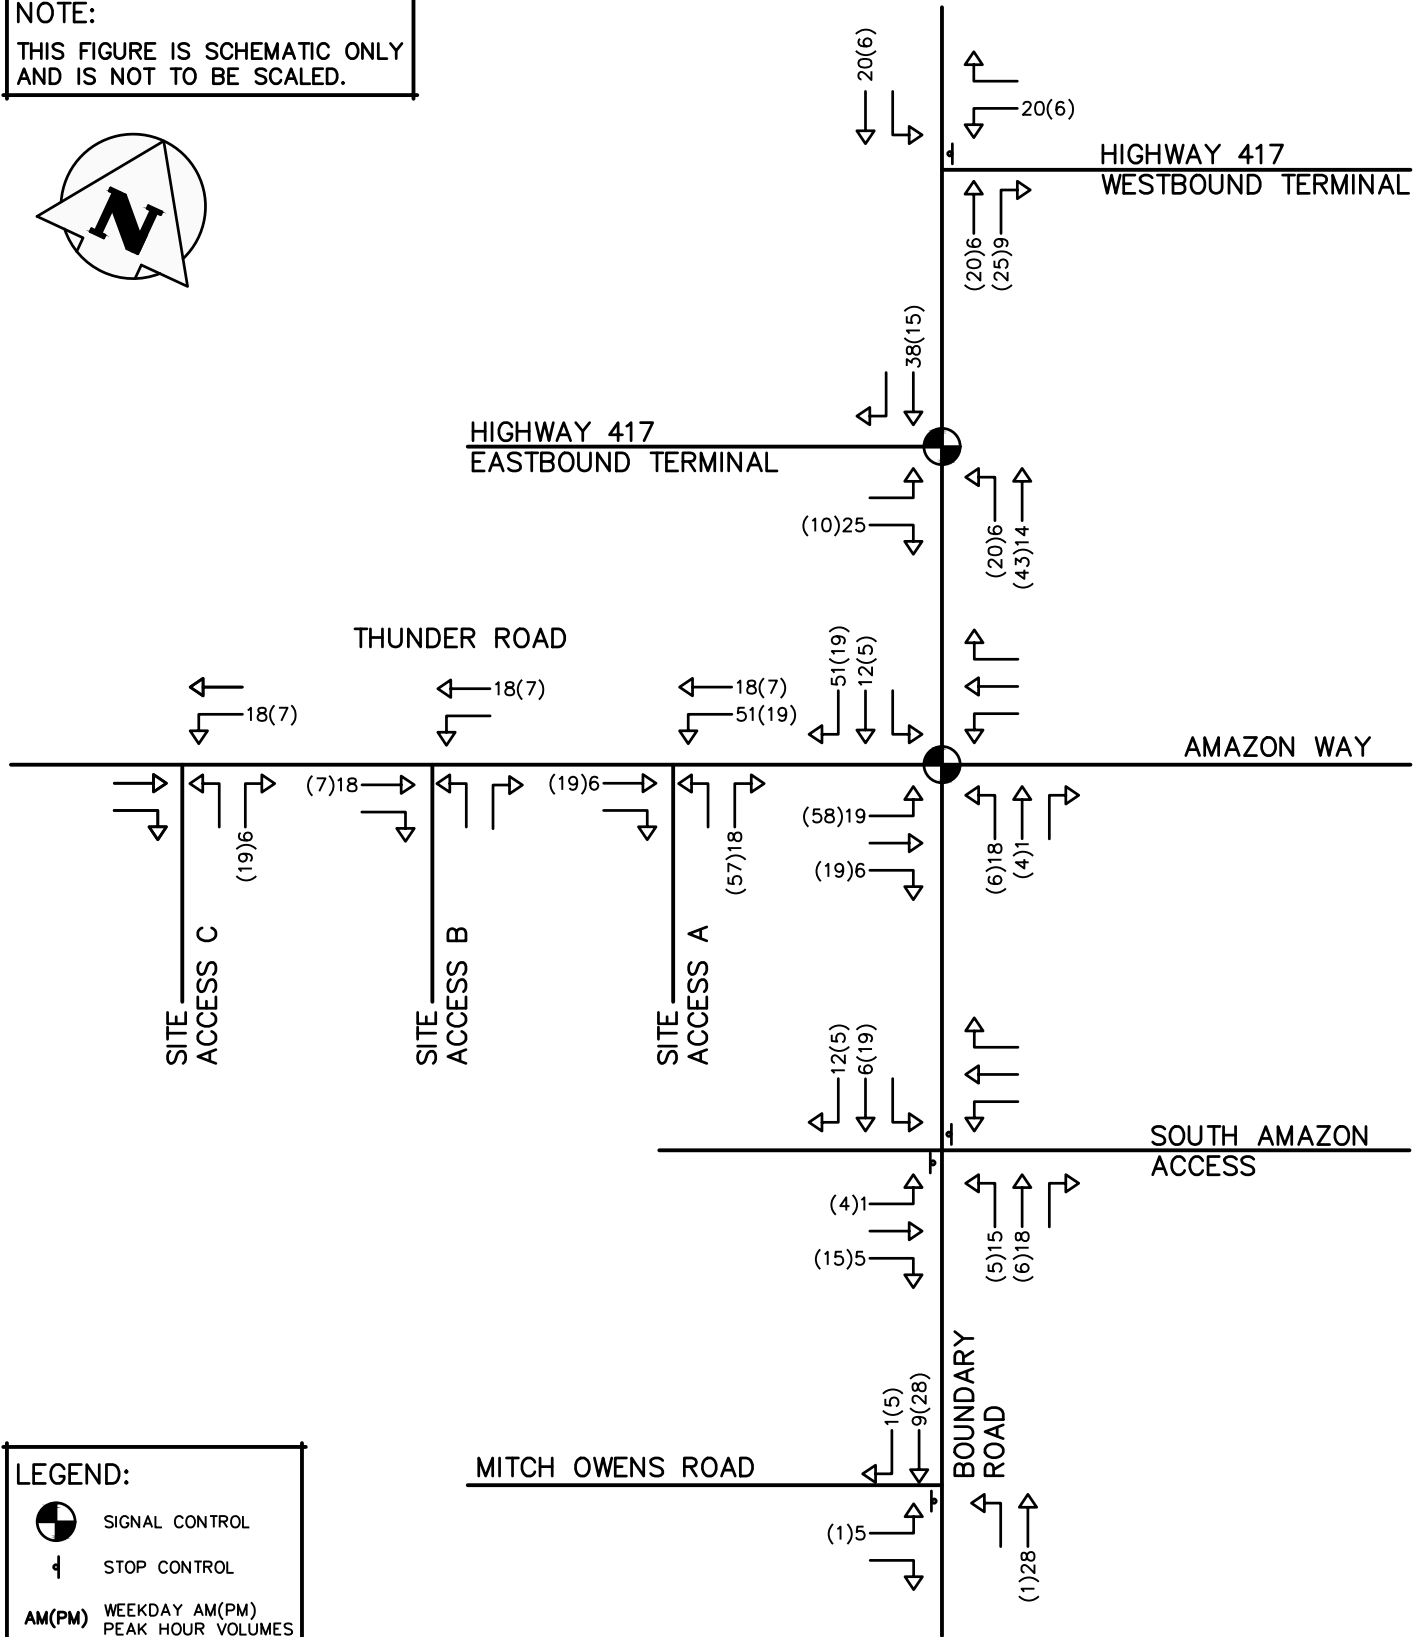 NOTE:
THIS FIGURE IS SCHEMATIC ONLY
AND IS NOT TO BE SCALED.
N
20(6)
20(6)
HIGHWAY 417
WESTBOUND TERMINAL
(20)6
(25)9
38(15)
HIGHWAY 417
EASTBOUND TERMINAL
(10)25
(20)6
(43)14
THUNDER ROAD
18(7)
18(7)
18(7)
51(19)
51(19)
12(5)
AMAZON WAY
(19)6
(7)18
(19)6
(57)18
(58)19
(19)6
(6)18
(4)1
SITE
ACCESS C
SITE
ACCESS B
SITE
ACCESS A
12(5)
6(19)
SOUTH AMAZON
ACCESS
(4)1
(15)5
(5)15
(6)18
BOUNDARY
ROAD
1(5)
9(28)
MITCH OWENS ROAD
(1)5
(1)28
LEGEND:
SIGNAL CONTROL
STOP CONTROL
AM(PM) WEEKDAY AM(PM)
PEAK HOUR VOLUMES